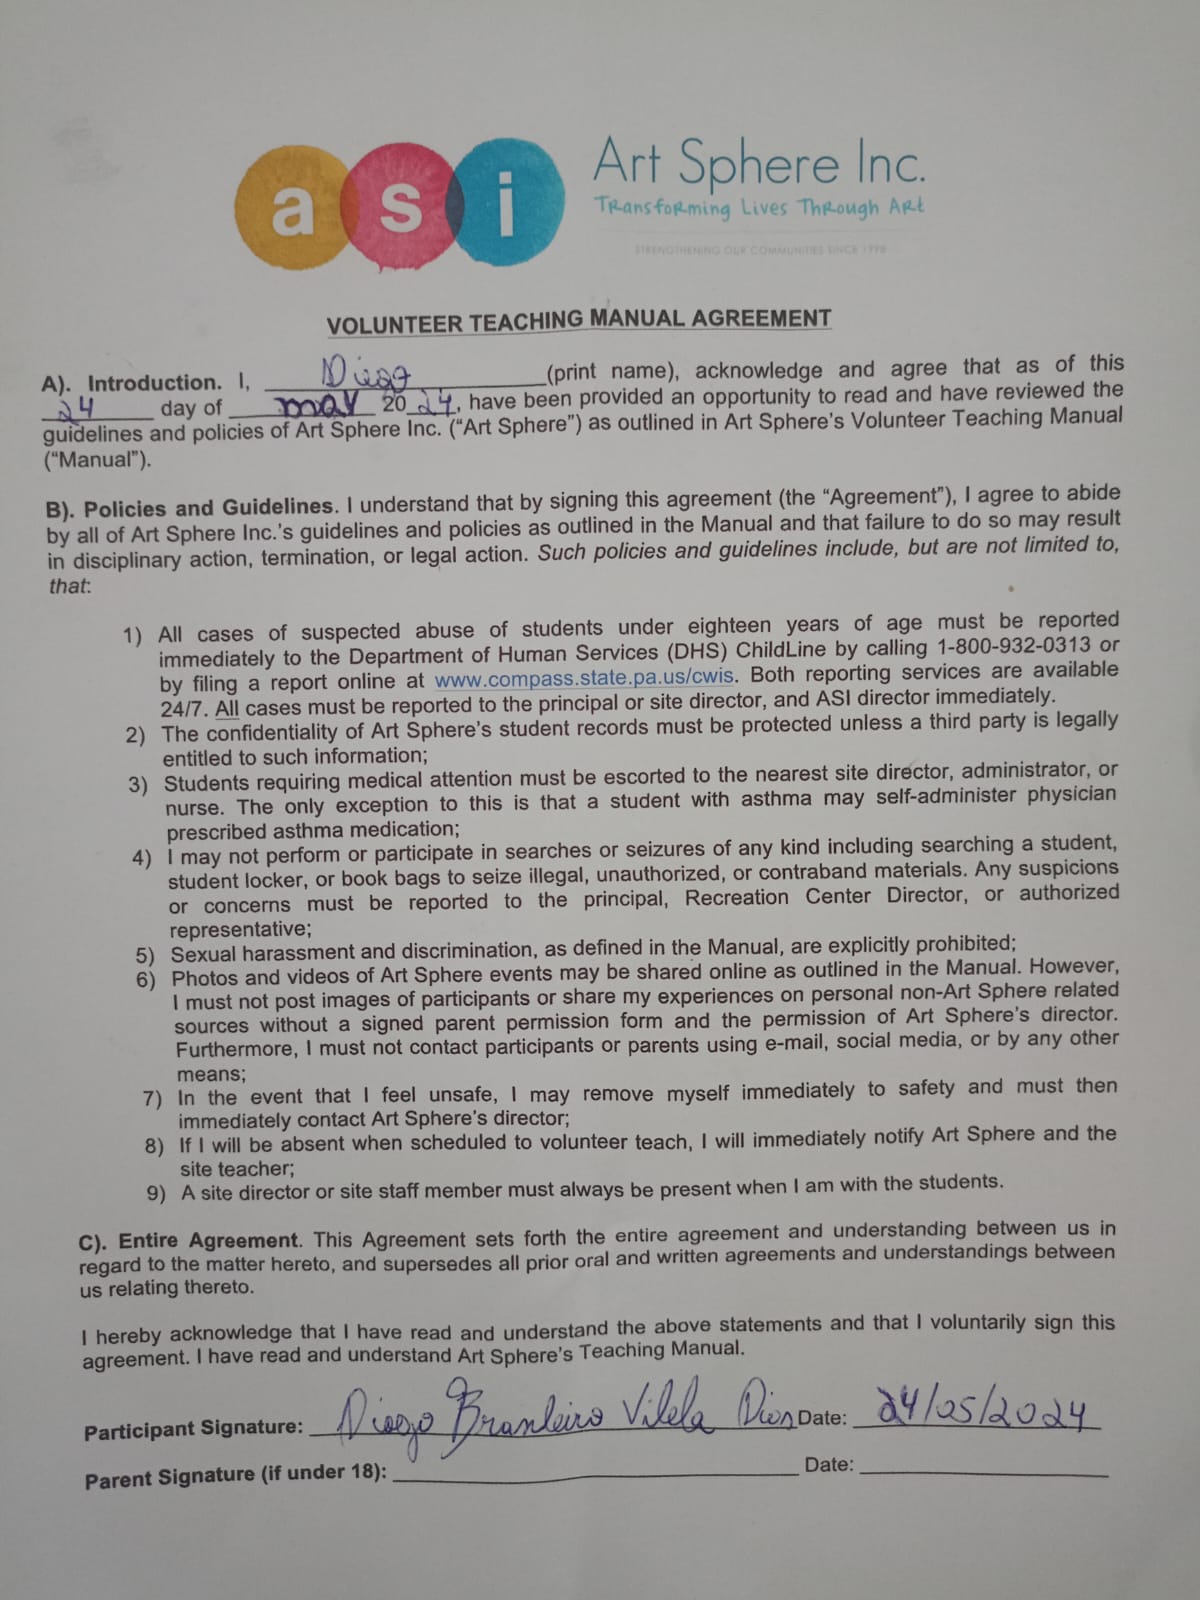 a s i
Art Sphere Inc.
Transforming Lives Through Art
STRENGTHENING OUR COMMUNITIES SINCE 1998
VOLUNTEER TEACHING MANUAL AGREEMENT
A). Introduction. I, Diego (print name), acknowledge and agree that as of this
24 day of may 20 24, have been provided an opportunity to read and have reviewed the
guidelines and policies of Art Sphere Inc. (“Art Sphere”) as outlined in Art Sphere’s Volunteer Teaching Manual
(“Manual”).
B). Policies and Guidelines. I understand that by signing this agreement (the “Agreement”), I agree to abide
by all of Art Sphere Inc.’s guidelines and policies as outlined in the Manual and that failure to do so may result
in disciplinary action, termination, or legal action. Such policies and guidelines include, but are not limited to,
that:
1) All cases of suspected abuse of students under eighteen years of age must be reported
immediately to the Department of Human Services (DHS) ChildLine by calling 1-800-932-0313 or
by filing a report online at www.compass.state.pa.us/cwis. Both reporting services are available
24/7. All cases must be reported to the principal or site director, and ASI director immediately.
2) The confidentiality of Art Sphere’s student records must be protected unless a third party is legally
entitled to such information;
3) Students requiring medical attention must be escorted to the nearest site director, administrator, or
nurse. The only exception to this is that a student with asthma may self-administer physician
prescribed asthma medication;
4) I may not perform or participate in searches or seizures of any kind including searching a student,
student locker, or book bags to seize illegal, unauthorized, or contraband materials. Any suspicions
or concerns must be reported to the principal, Recreation Center Director, or authorized
representative;
5) Sexual harassment and discrimination, as defined in the Manual, are explicitly prohibited;
6) Photos and videos of Art Sphere events may be shared online as outlined in the Manual. However,
I must not post images of participants or share my experiences on personal non-Art Sphere related
sources without a signed parent permission form and the permission of Art Sphere’s director.
Furthermore, I must not contact participants or parents using e-mail, social media, or by any other
means;
7) In the event that I feel unsafe, I may remove myself immediately to safety and must then
immediately contact Art Sphere’s director;
8) If I will be absent when scheduled to volunteer teach, I will immediately notify Art Sphere and the
site teacher;
9) A site director or site staff member must always be present when I am with the students.
C). Entire Agreement. This Agreement sets forth the entire agreement and understanding between us in
regard to the matter hereto, and supersedes all prior oral and written agreements and understandings between
us relating thereto.
I hereby acknowledge that I have read and understand the above statements and that I voluntarily sign this
agreement. I have read and understand Art Sphere’s Teaching Manual.
Participant Signature: Diego Vilela Date: 24/05/2024
Parent Signature (if under 18): Date: